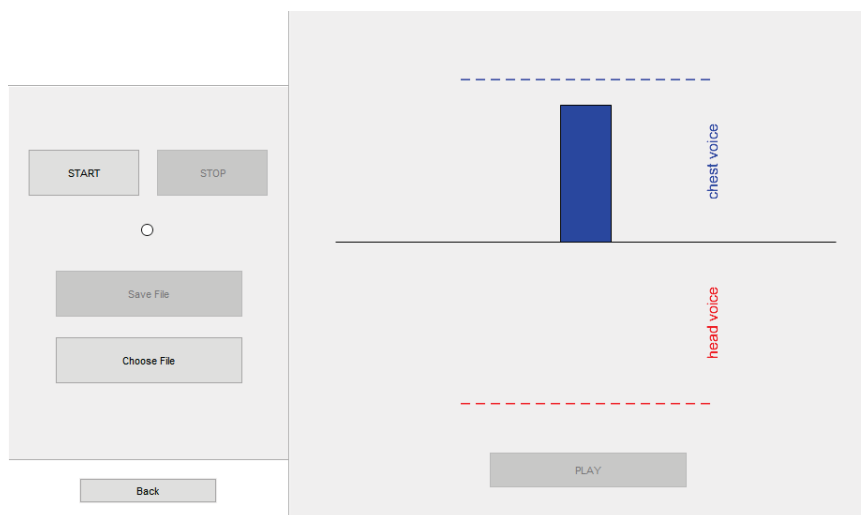 START
STOP
Save File
Choose File
Back
chest voice
head voice
PLAY